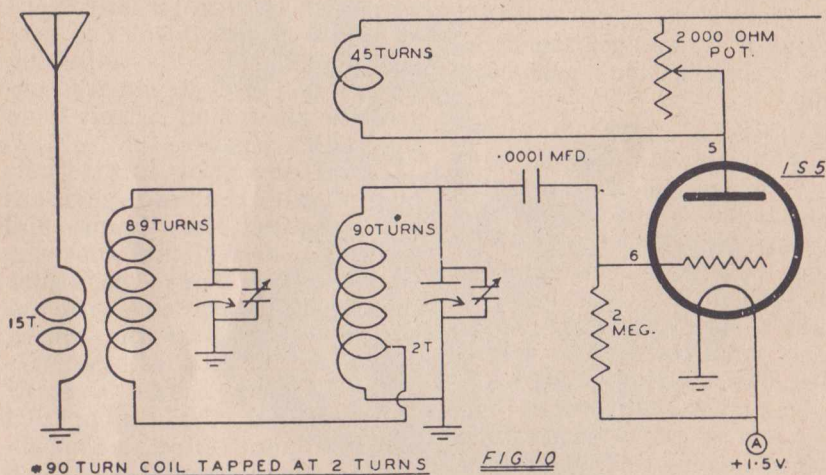 45 TURNS
2000 OHM
POT.
5
1S5
.0001 MFD.
89 TURNS
90 TURNS
*
6
15T.
2T
2
MEG.
A
+1.5V.
*90 TURN COIL TAPPED AT 2 TURNS
FIG 10